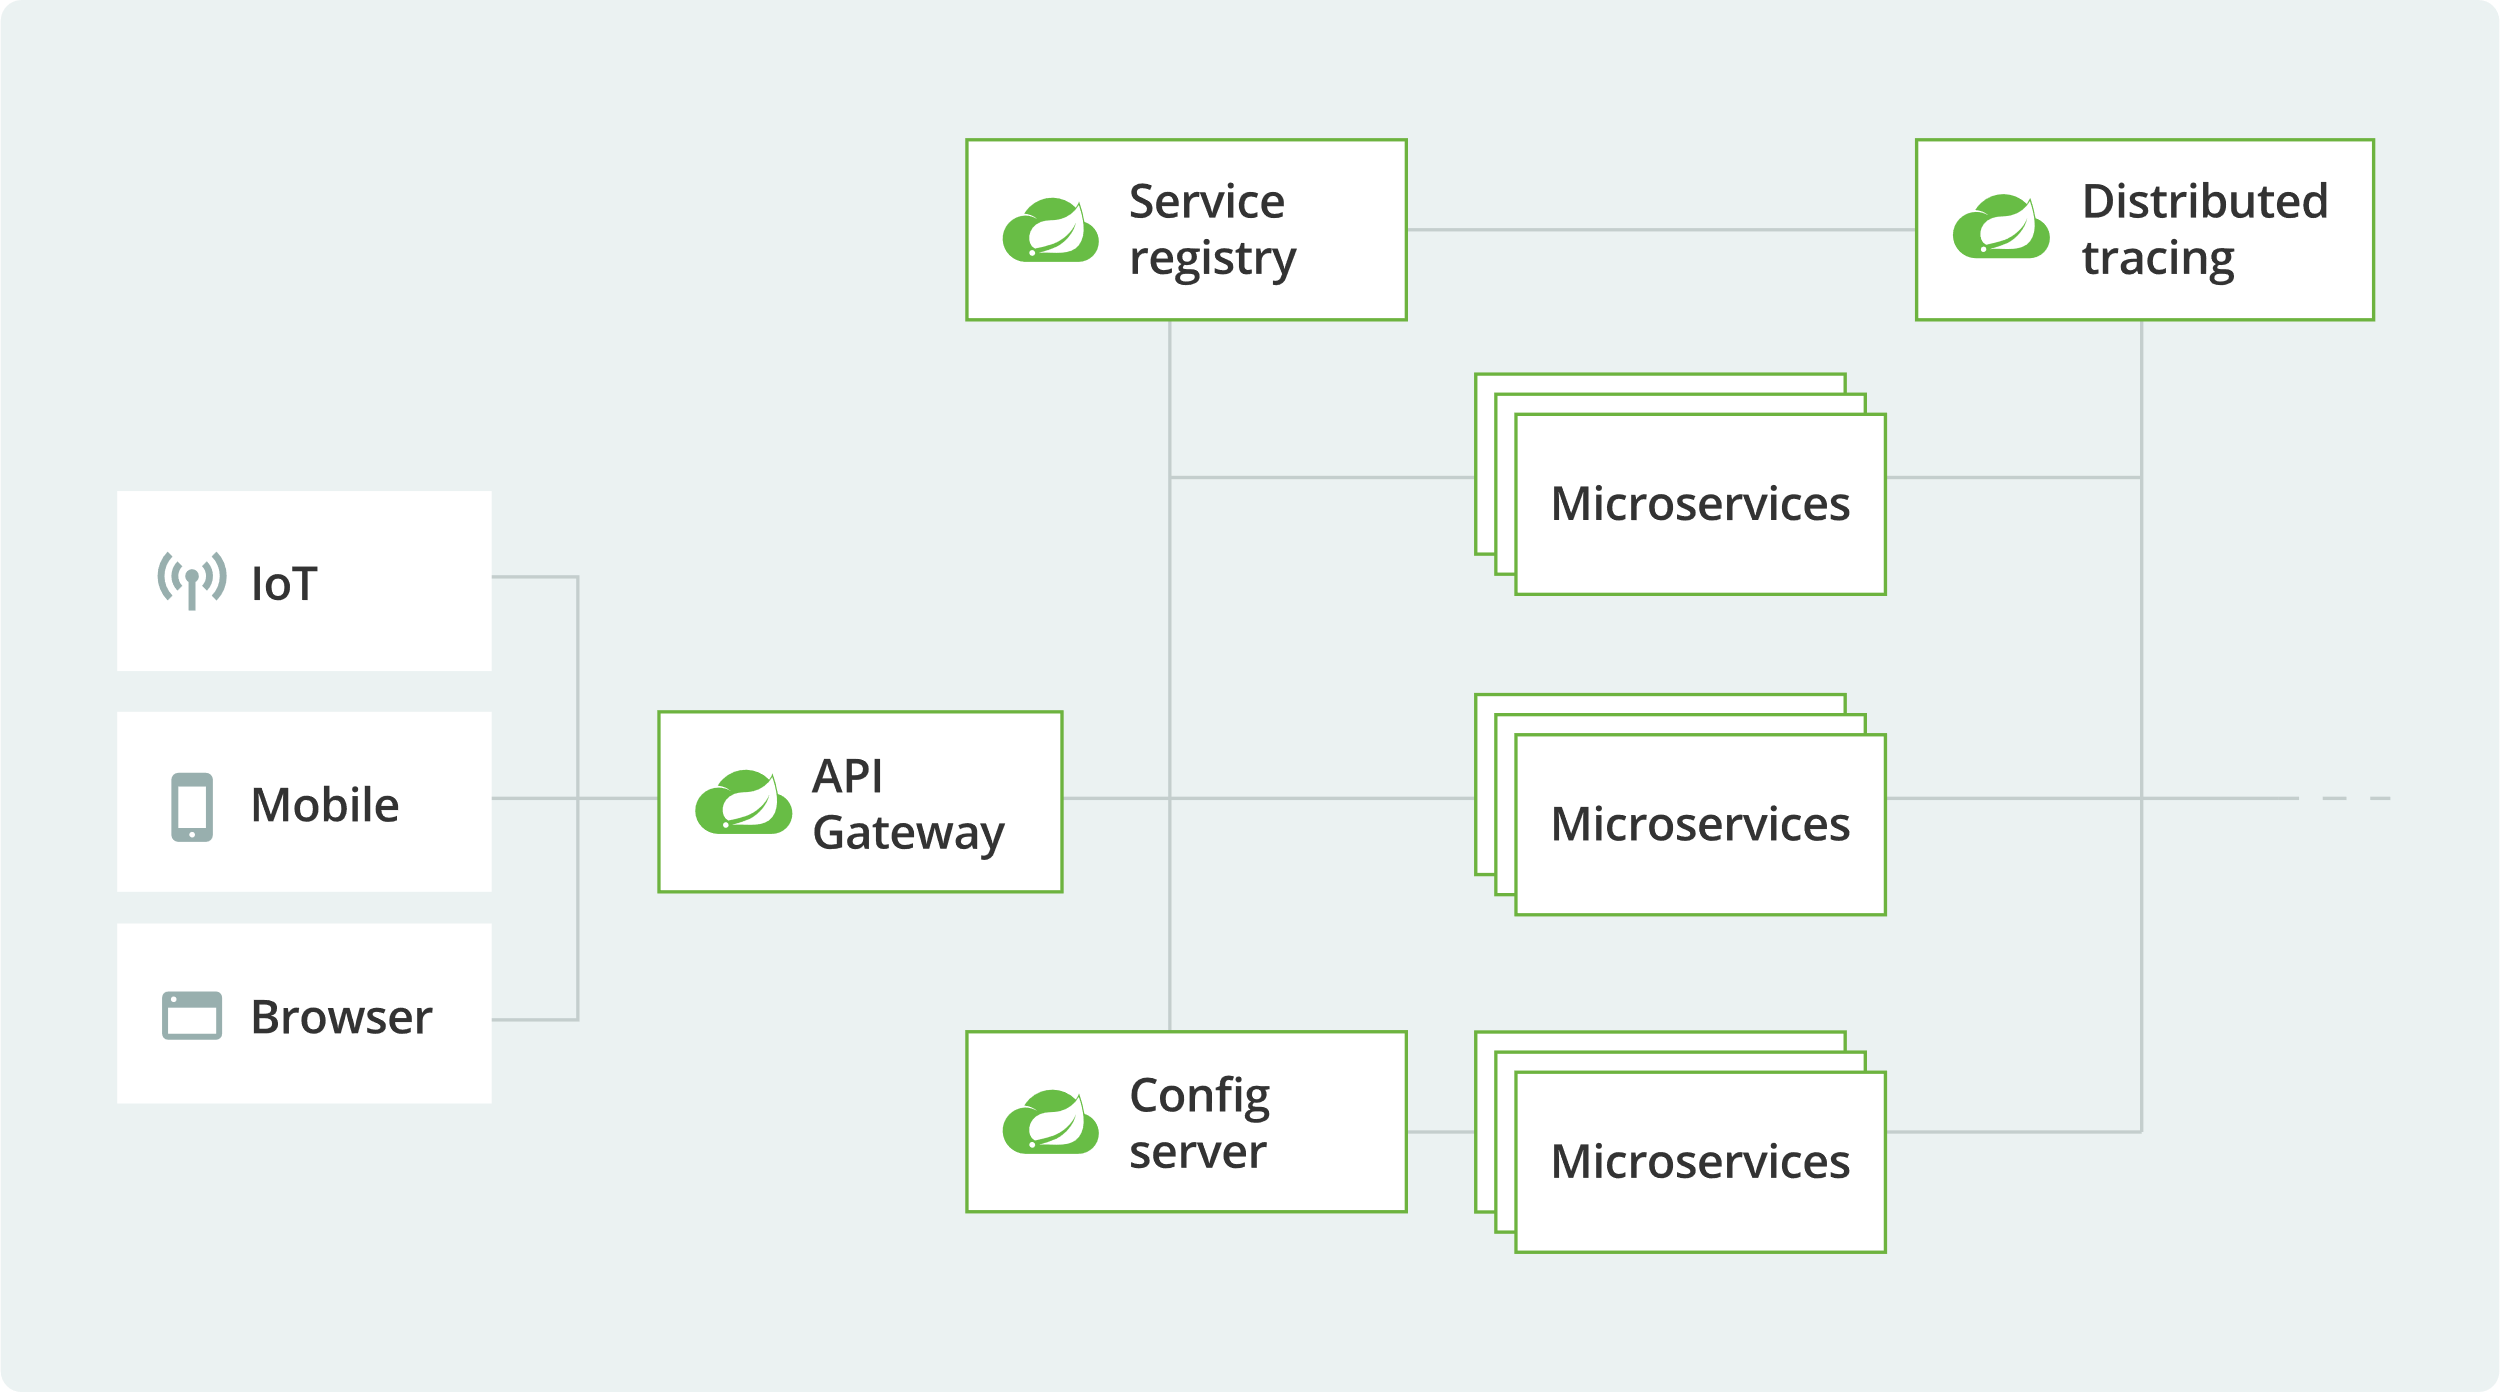 Service
registry
Distributed
tracing
Microservices
IoT
Mobile
API
Gateway
Microservices
Browser
Config
server
Microservices